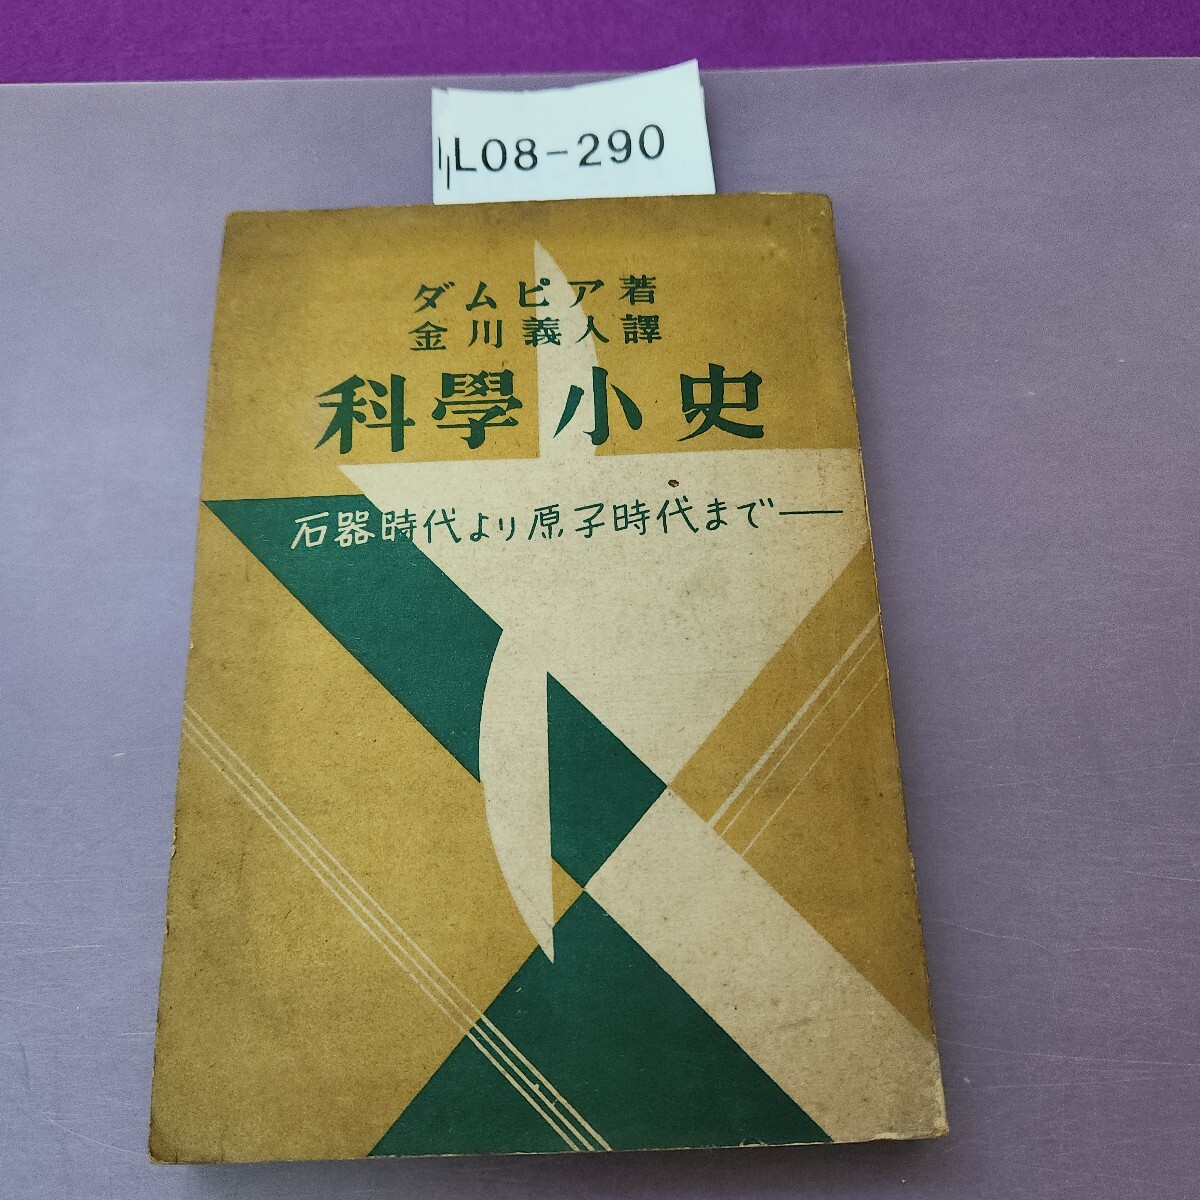 L08-290
ダムピア著
金川義人譯
科學小史
石器時代より原子時代まで──